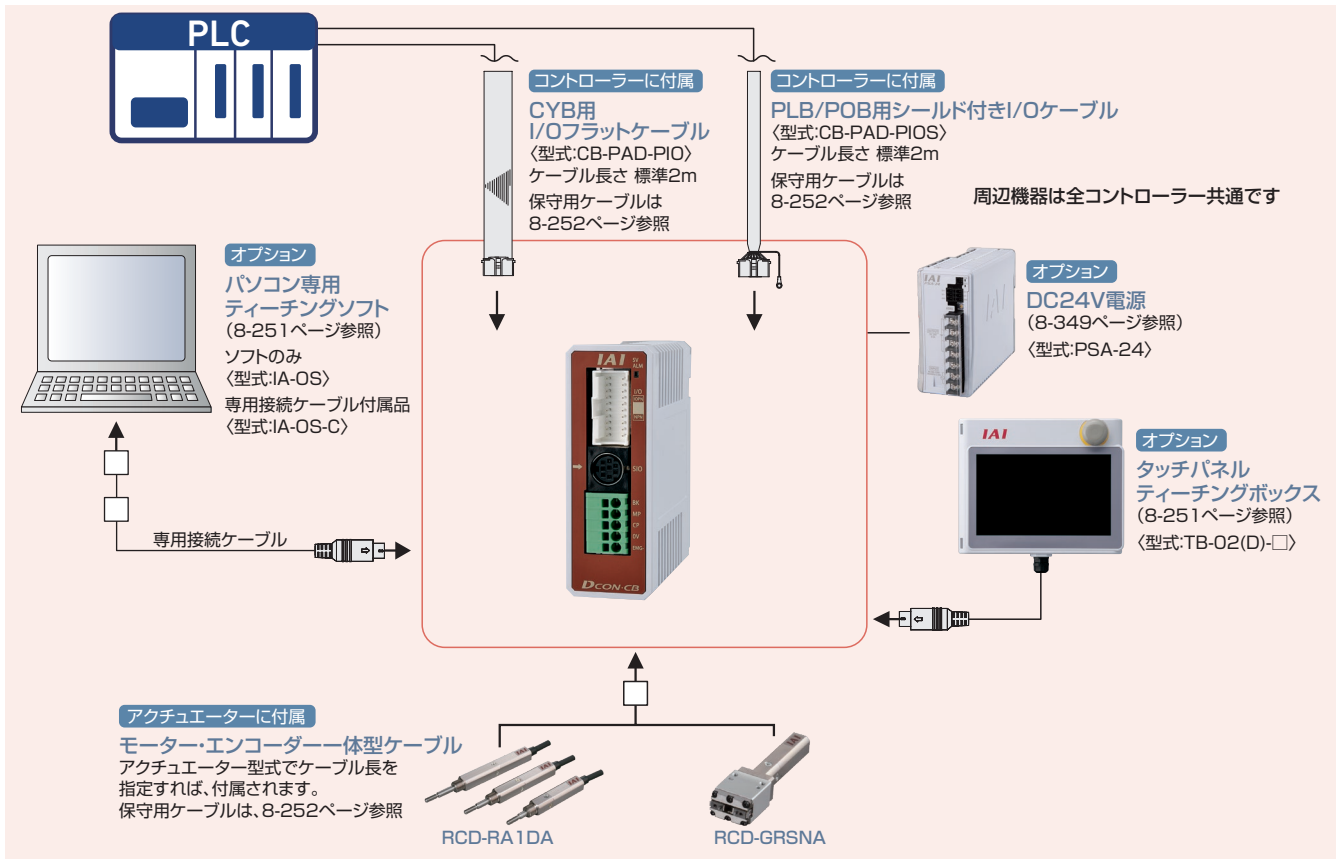 PLC
コントローラーに付属
CYB用
I/Oフラットケーブル
〈型式:CB-PAD-PIO〉
ケーブル長さ 標準2m
保守用ケーブルは
8-252ページ参照
コントローラーに付属
PLB/POB用シールド付きI/Oケーブル
〈型式:CB-PAD-PIOS〉
ケーブル長さ 標準2m
保守用ケーブルは
8-252ページ参照
周辺機器は全コントローラー共通です
オプション
パソコン専用
ティーチングソフト
(8-251ページ参照)
ソフトのみ
〈型式:IA-OS〉
専用接続ケーブル付属品
〈型式:IA-OS-C〉
専用接続ケーブル
IAI
SV
ALM
I/O
SIO
BK
MP
CP
0V
EMG-
DCON-CB
IAI
オプション
DC24V電源
(8-349ページ参照)
〈型式:PSA-24〉
IAI
オプション
タッチパネル
ティーチングボックス
(8-251ページ参照)
〈型式:TB-02(D)-□〉
アクチュエーターに付属
モーター・エンコーダー一体型ケーブル
アクチュエーター型式でケーブル長を
指定すれば、付属されます。
保守用ケーブルは、8-252ページ参照
IAI
IAI
IAI
RCD-RA1DA
IAI
RCD-GRSNA